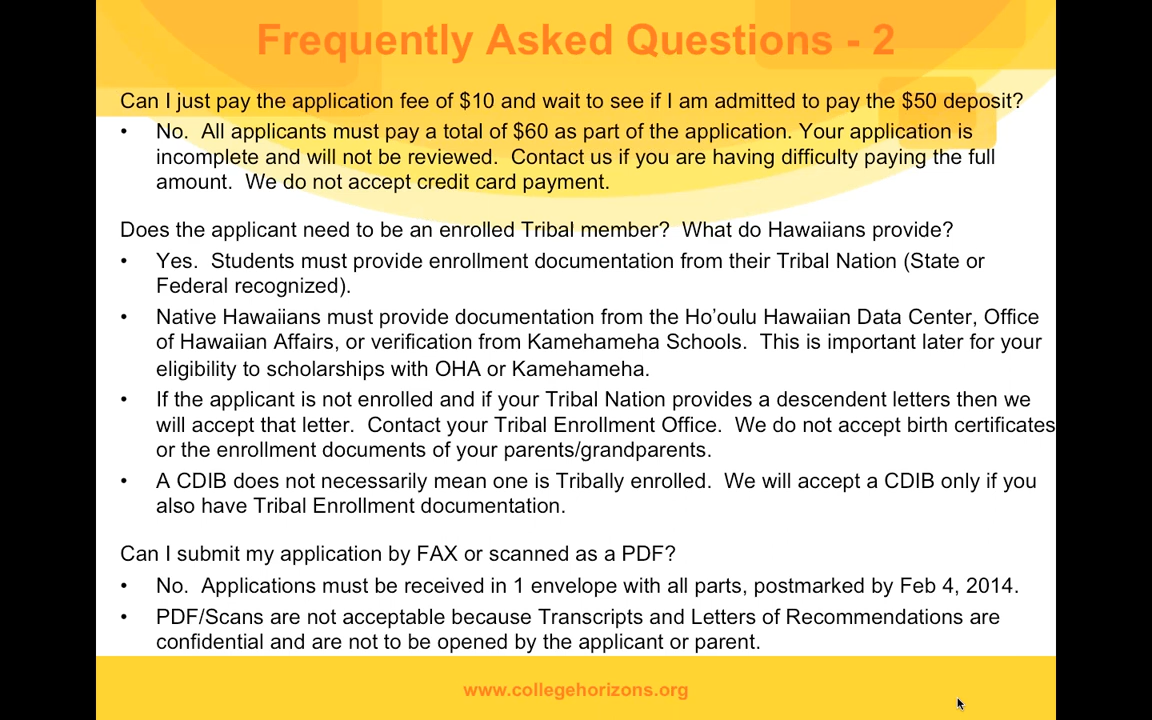 Frequently Asked Questions - 2
Can I just pay the application fee of $10 and wait to see if I am admitted to pay the $50 deposit?
• No.  All applicants must pay a total of $60 as part of the application. Your application is
incomplete and will not be reviewed.  Contact us if you are having difficulty paying the full
amount.  We do not accept credit card payment.
Does the applicant need to be an enrolled Tribal member?  What do Hawaiians provide?
• Yes.  Students must provide enrollment documentation from their Tribal Nation (State or
Federal recognized).
• Native Hawaiians must provide documentation from the Ho’oulu Hawaiian Data Center, Office
of Hawaiian Affairs, or verification from Kamehameha Schools.  This is important later for your
eligibility to scholarships with OHA or Kamehameha.
• If the applicant is not enrolled and if your Tribal Nation provides a descendent letters then we
will accept that letter.  Contact your Tribal Enrollment Office.  We do not accept birth certificates
or the enrollment documents of your parents/grandparents.
• A CDIB does not necessarily mean one is Tribally enrolled.  We will accept a CDIB only if you
also have Tribal Enrollment documentation.
Can I submit my application by FAX or scanned as a PDF?
• No.  Applications must be received in 1 envelope with all parts, postmarked by Feb 4, 2014.
• PDF/Scans are not acceptable because Transcripts and Letters of Recommendations are
confidential and are not to be opened by the applicant or parent.
www.collegehorizons.org